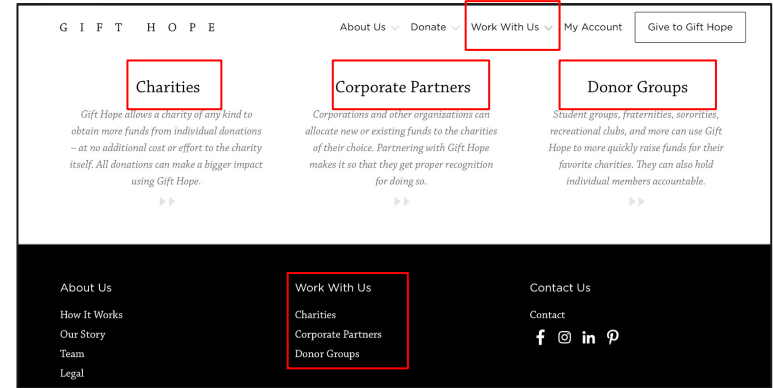 GIFT HOPE
About Us Donate Work With Us My Account Give to Gift Hope
Charities
Gift Hope allows a charity of any kind to
obtain more funds from individual donations
– at no additional cost or effort to the charity
itself. All donations can make a bigger impact
using Gift Hope.
Corporate Partners
Corporations and other organizations can
allocate new or existing funds to the charities
of their choice. Partnering with Gift Hope
makes it so that they get proper recognition
for doing so.
Donor Groups
Student groups, fraternities, sororities,
recreational clubs, and more can use Gift
Hope to more quickly raise funds for their
favorite charities. They can also hold
individual members accountable.
About Us
How It Works
Our Story
Team
Legal
Work With Us
Charities
Corporate Partners
Donor Groups
Contact Us
Contact